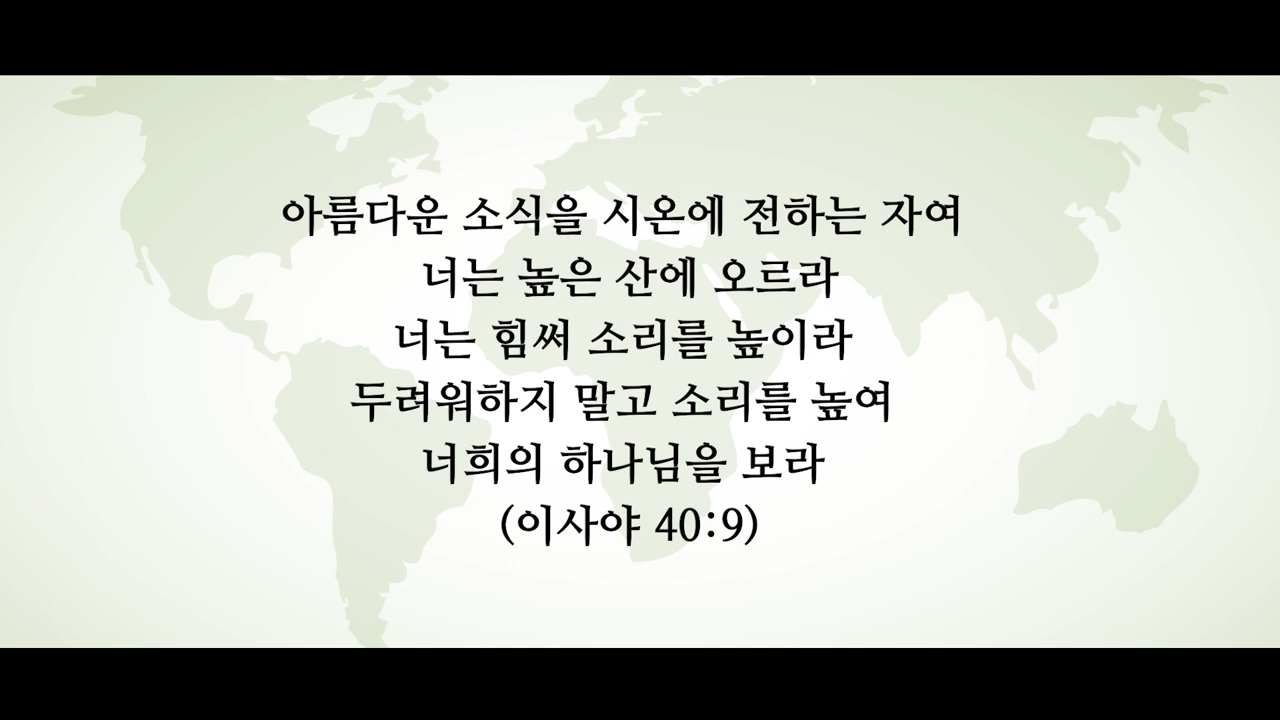 아름다운 소식을 시온에 전하는 자여
너는 높은 산에 오르라
너는 힘써 소리를 높이라
두려워하지 말고 소리를 높여
너희의 하나님을 보라
(이사야 40:9)